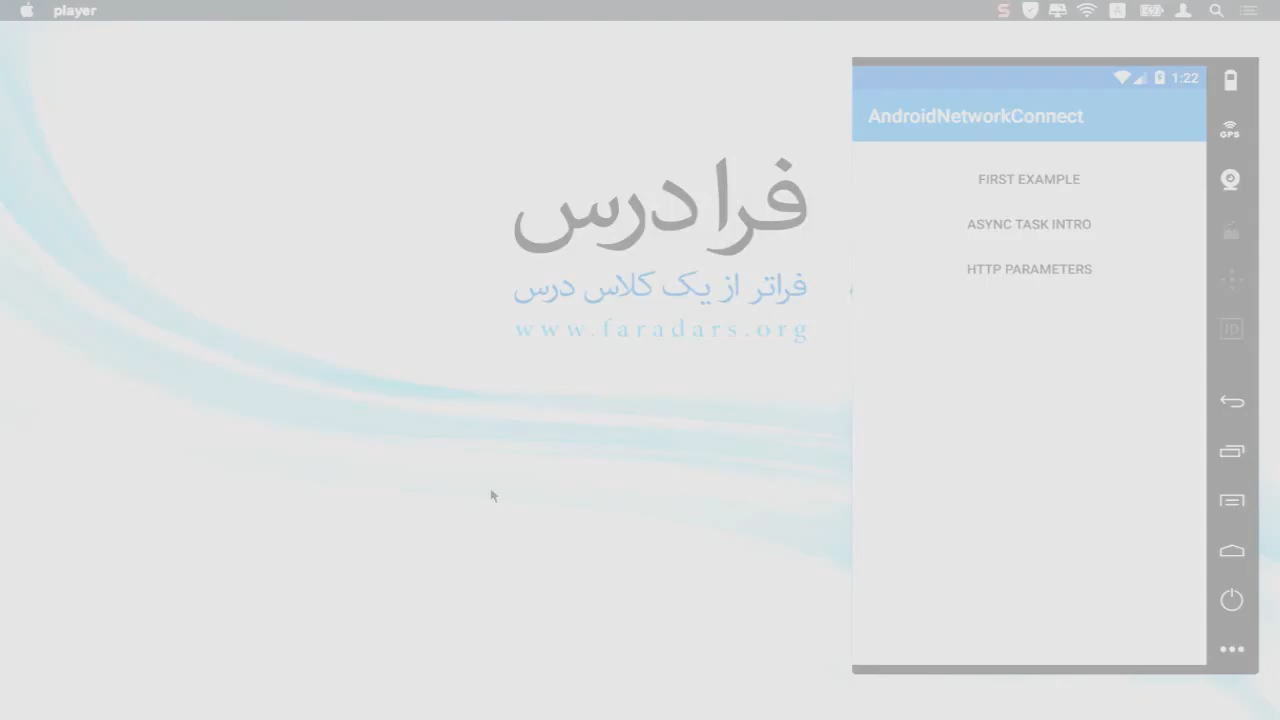 player
1:22
AndroidNetworkConnect
FIRST EXAMPLE
ASYNC TASK INTRO
HTTP PARAMETERS
GPS
ID
فرادرس
فراتر از یک کلاس درس
www.faradars.org